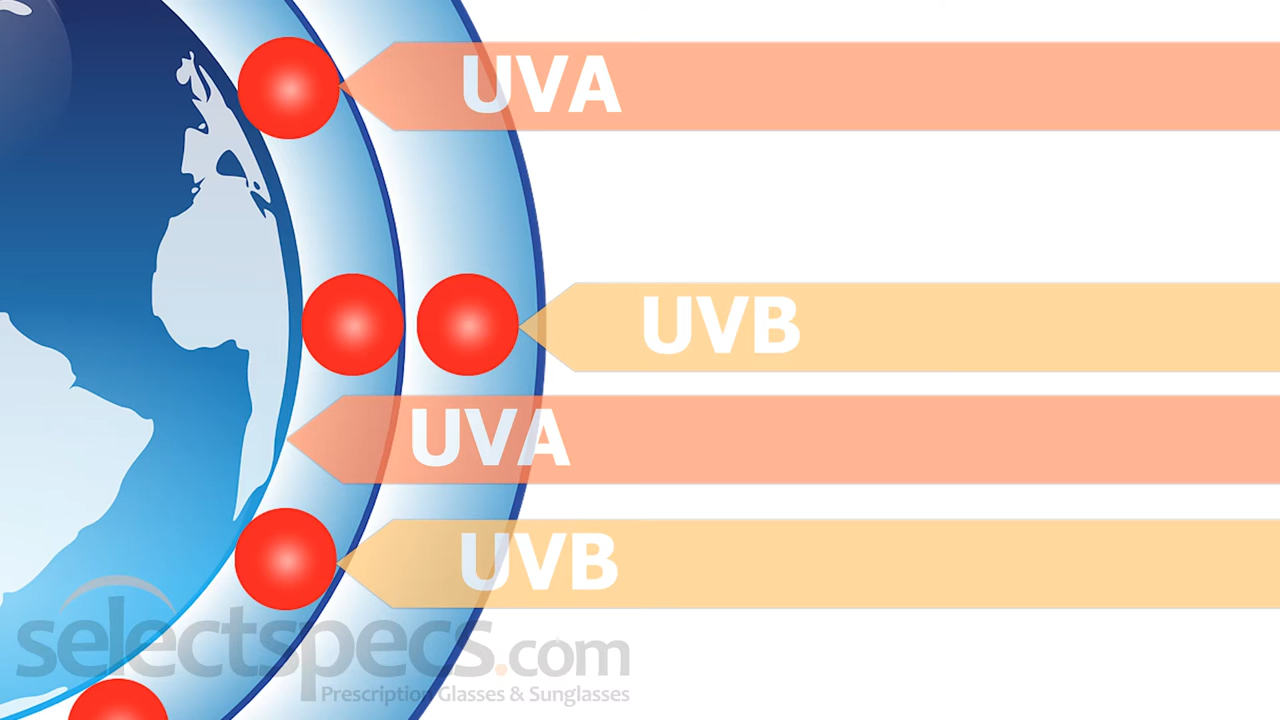 UVA
UVB
UVA
UVB
selectspecs.com
Prescription Glasses & Sunglasses